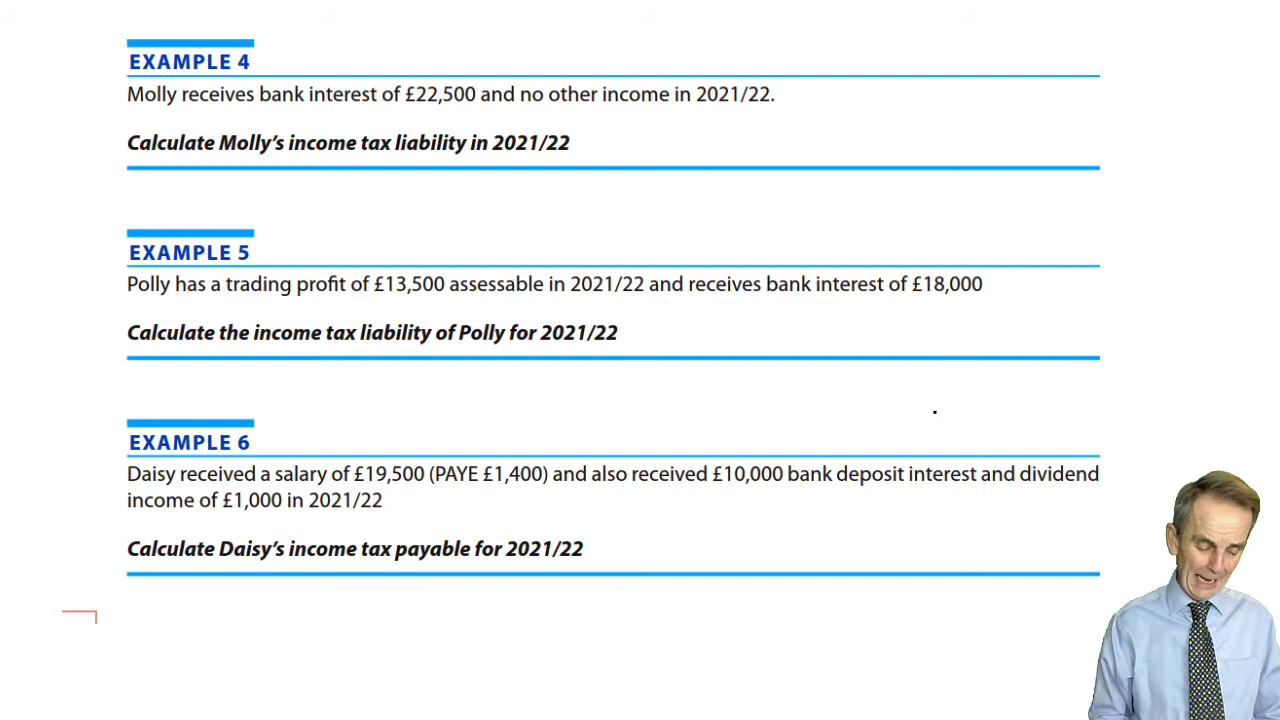 EXAMPLE 4
Molly receives bank interest of £22,500 and no other income in 2021/22.
Calculate Molly's income tax liability in 2021/22
EXAMPLE 5
Polly has a trading profit of £13,500 assessable in 2021/22 and receives bank interest of £18,000
Calculate the income tax liability of Polly for 2021/22
EXAMPLE 6
Daisy received a salary of £19,500 (PAYE £1,400) and also received £10,000 bank deposit interest and dividend
income of £1,000 in 2021/22
Calculate Daisy's income tax payable for 2021/22